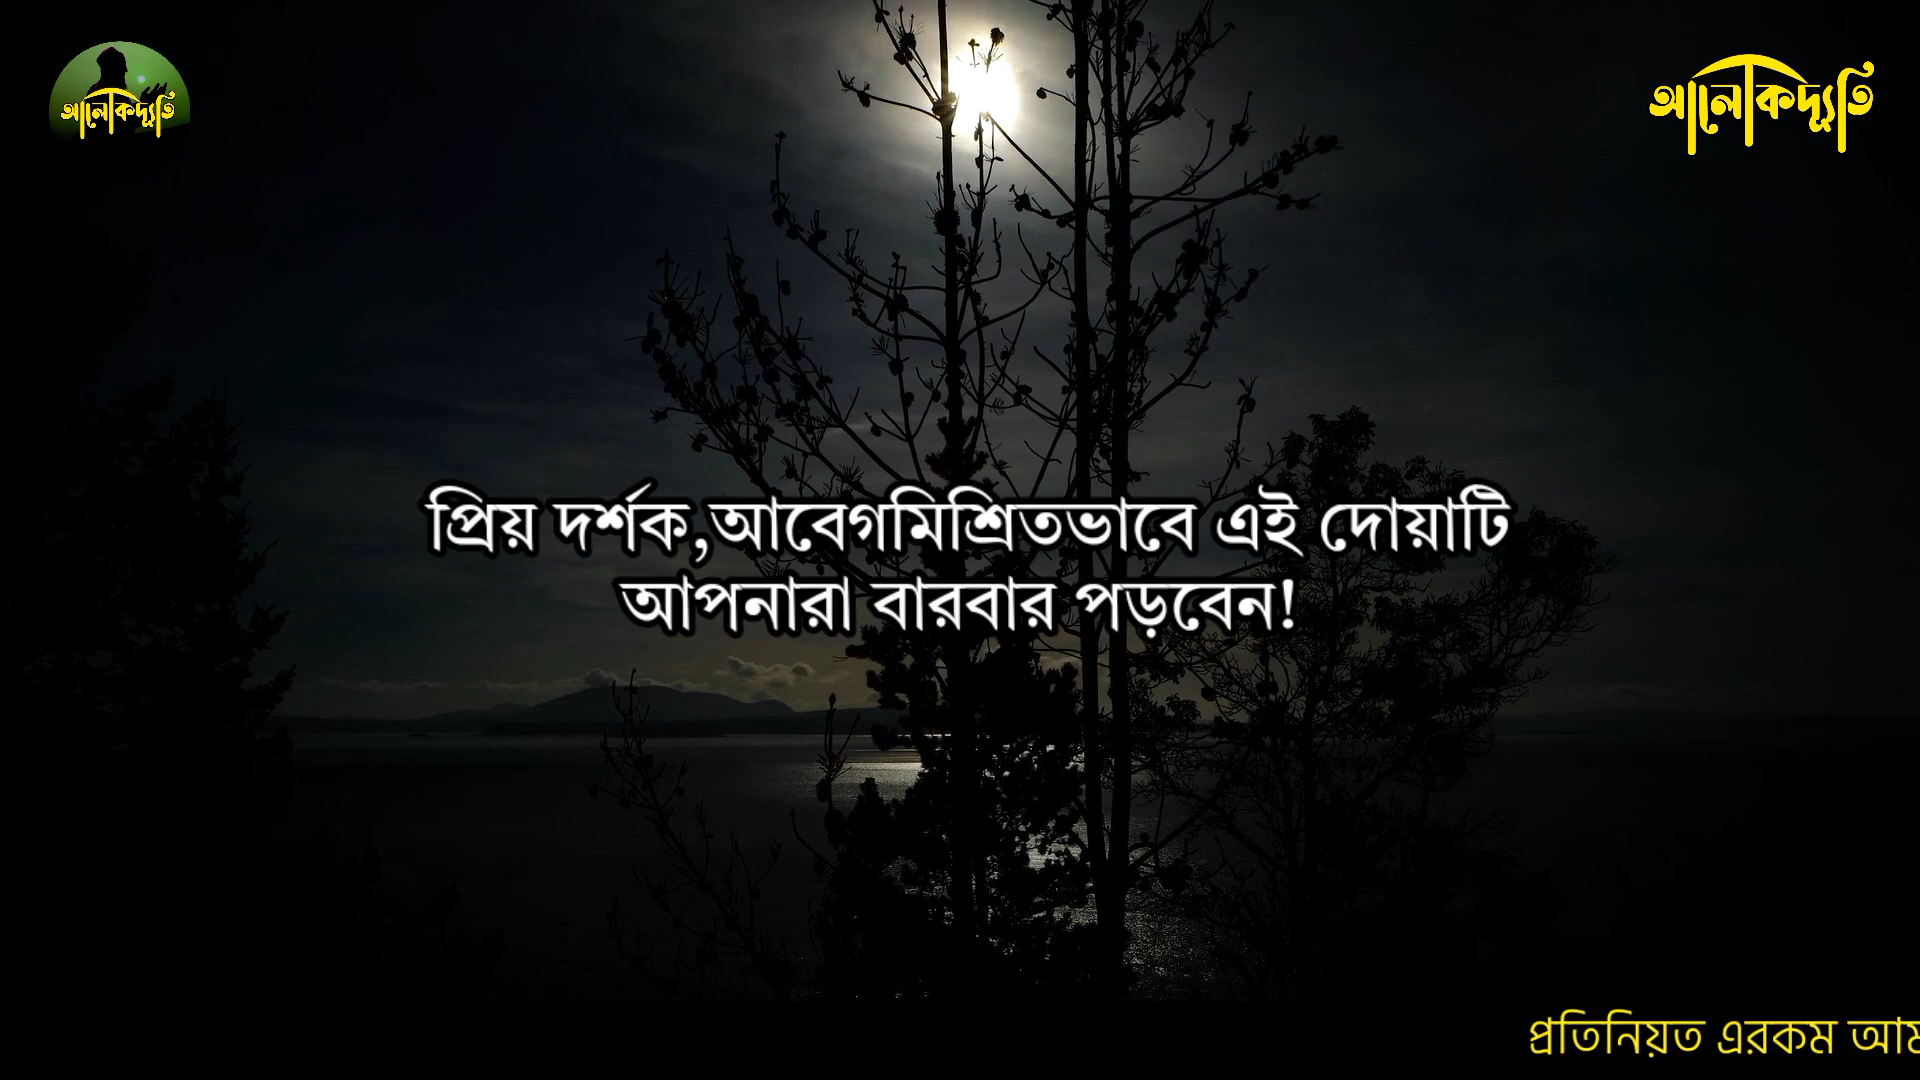 আলোকদ্যুতি
আলোকদ্যুতি
প্রিয় দর্শক,আবেগমিশ্রিতভাবে এই দোয়াটি
আপনারা বারবার পড়বেন!
প্রতিনিয়ত এরকম